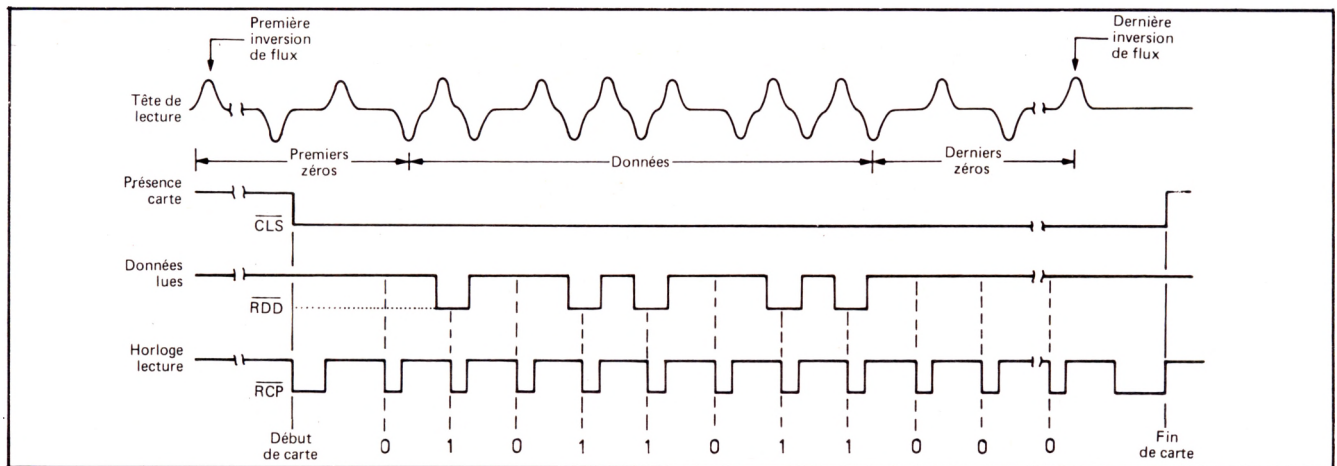 Première
inversion
de flux
Dernière
inversion
de flux
Tête de
lecture
Premiers
zéros
Données
Derniers
zéros
Présence
carte
CLS
Données
lues
RDD
Horloge
lecture
RCP
Début
de carte
0 1 0 1 1 0 1 1 0 0 0
Fin
de carte